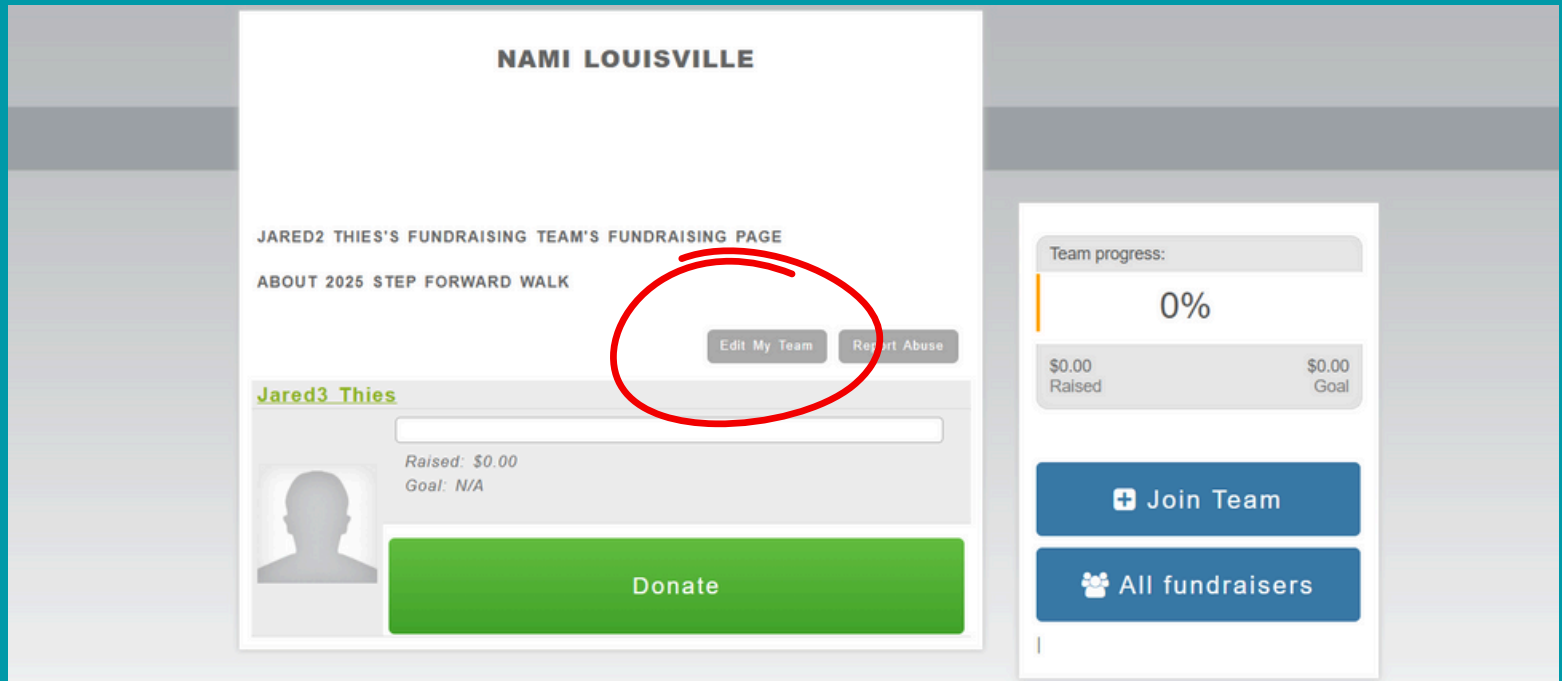 NAMI LOUISVILLE
JARED2 THIES'S FUNDRAISING TEAM'S FUNDRAISING PAGE
ABOUT 2025 STEP FORWARD WALK
Edit My Team
Report Abuse
Jared3 Thies
Raised: $0.00
Goal: N/A
Donate
Team progress:
0%
$0.00 $0.00
Raised Goal
Join Team
All fundraisers